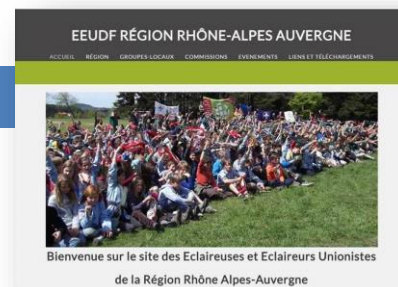 EEUDF RÉGION RHÔNE-ALPES AUVERGNE
ACCUEIL RÉGION GROUPES-LOCAUX COMMISSIONS EVENEMENTS LIENS ET TÉLÉCHARGEMENTS
Bienvenue sur le site des Eclaireuses et Eclaireurs Unionistes
de la Région Rhône Alpes-Auvergne